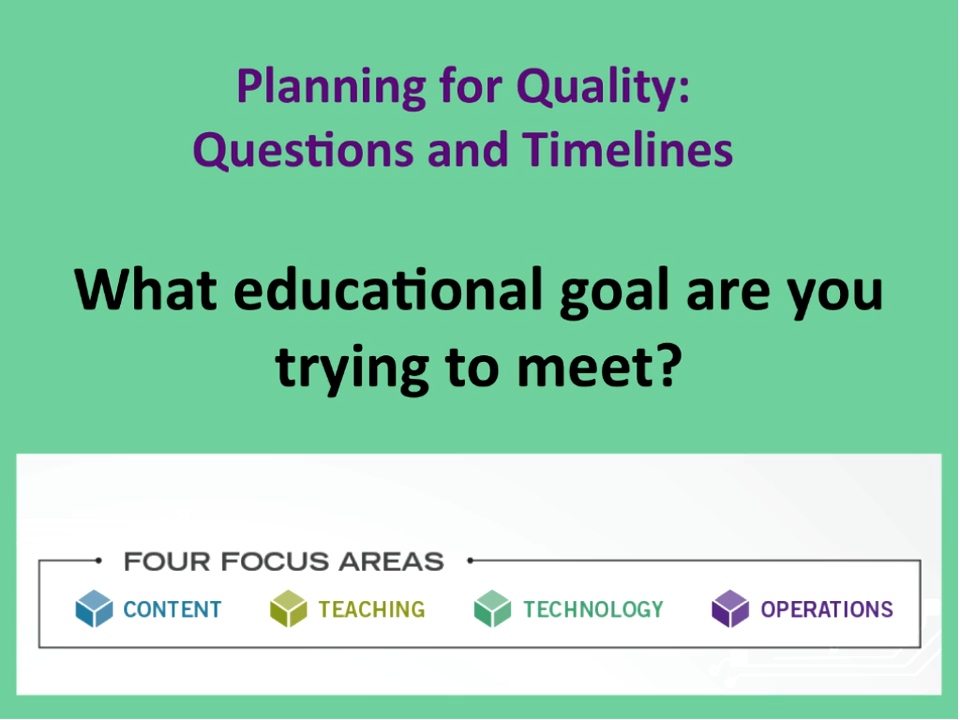 Planning for Quality:
Questions and Timelines
What educational goal are you
trying to meet?
FOUR FOCUS AREAS
CONTENT TEACHING TECHNOLOGY OPERATIONS